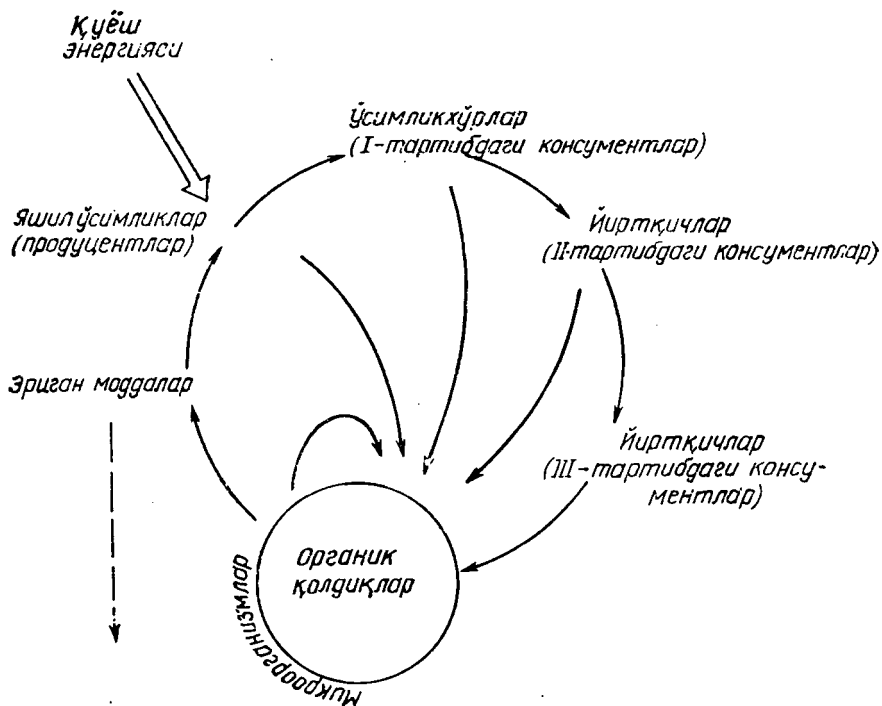 Қуёш
энергияси
Ўсимликхўрлар
(I-тартибдаги консументлар)
Яшил ўсимликлар
(продуцентлар)
Йиртқичлар
(II-тартибдаги консументлар)
Эриган моддалар
Йиртқичлар
(III-тартибдаги консу-
ментлар)
Органик
қолдиқлар
Микроорганизмлар